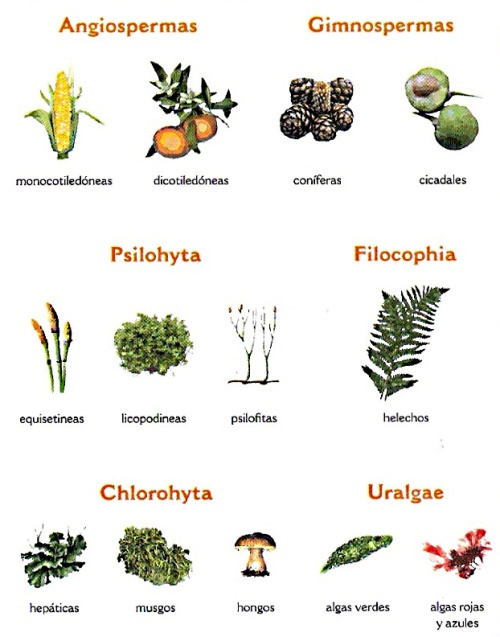 Angiospermas Gimnospermas
monocotiledóneas dicotiledóneas coníferas cicadales
Psilohyta Filocophia
equisetineas licopodineas psilofitas helechos
Chlorohyta Uralgae
hepáticas musgos hongos algas verdes algas rojas
y azules